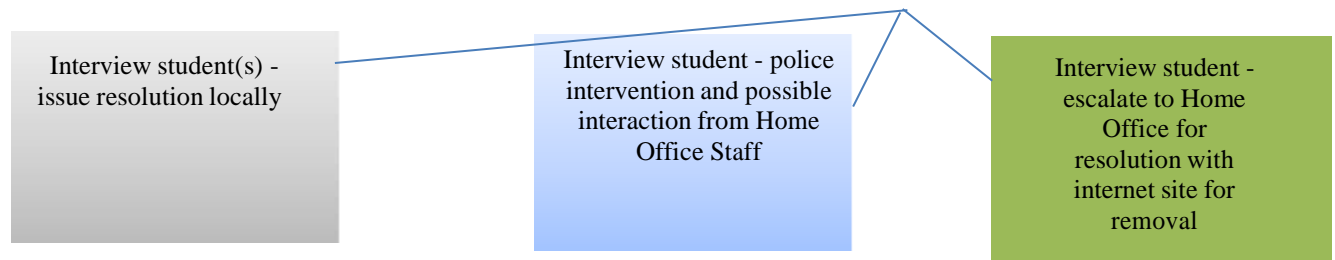 Interview student(s) -
issue resolution locally
Interview student - police
intervention and possible
interaction from Home
Office Staff
Interview student -
escalate to Home
Office for
resolution with
internet site for
removal